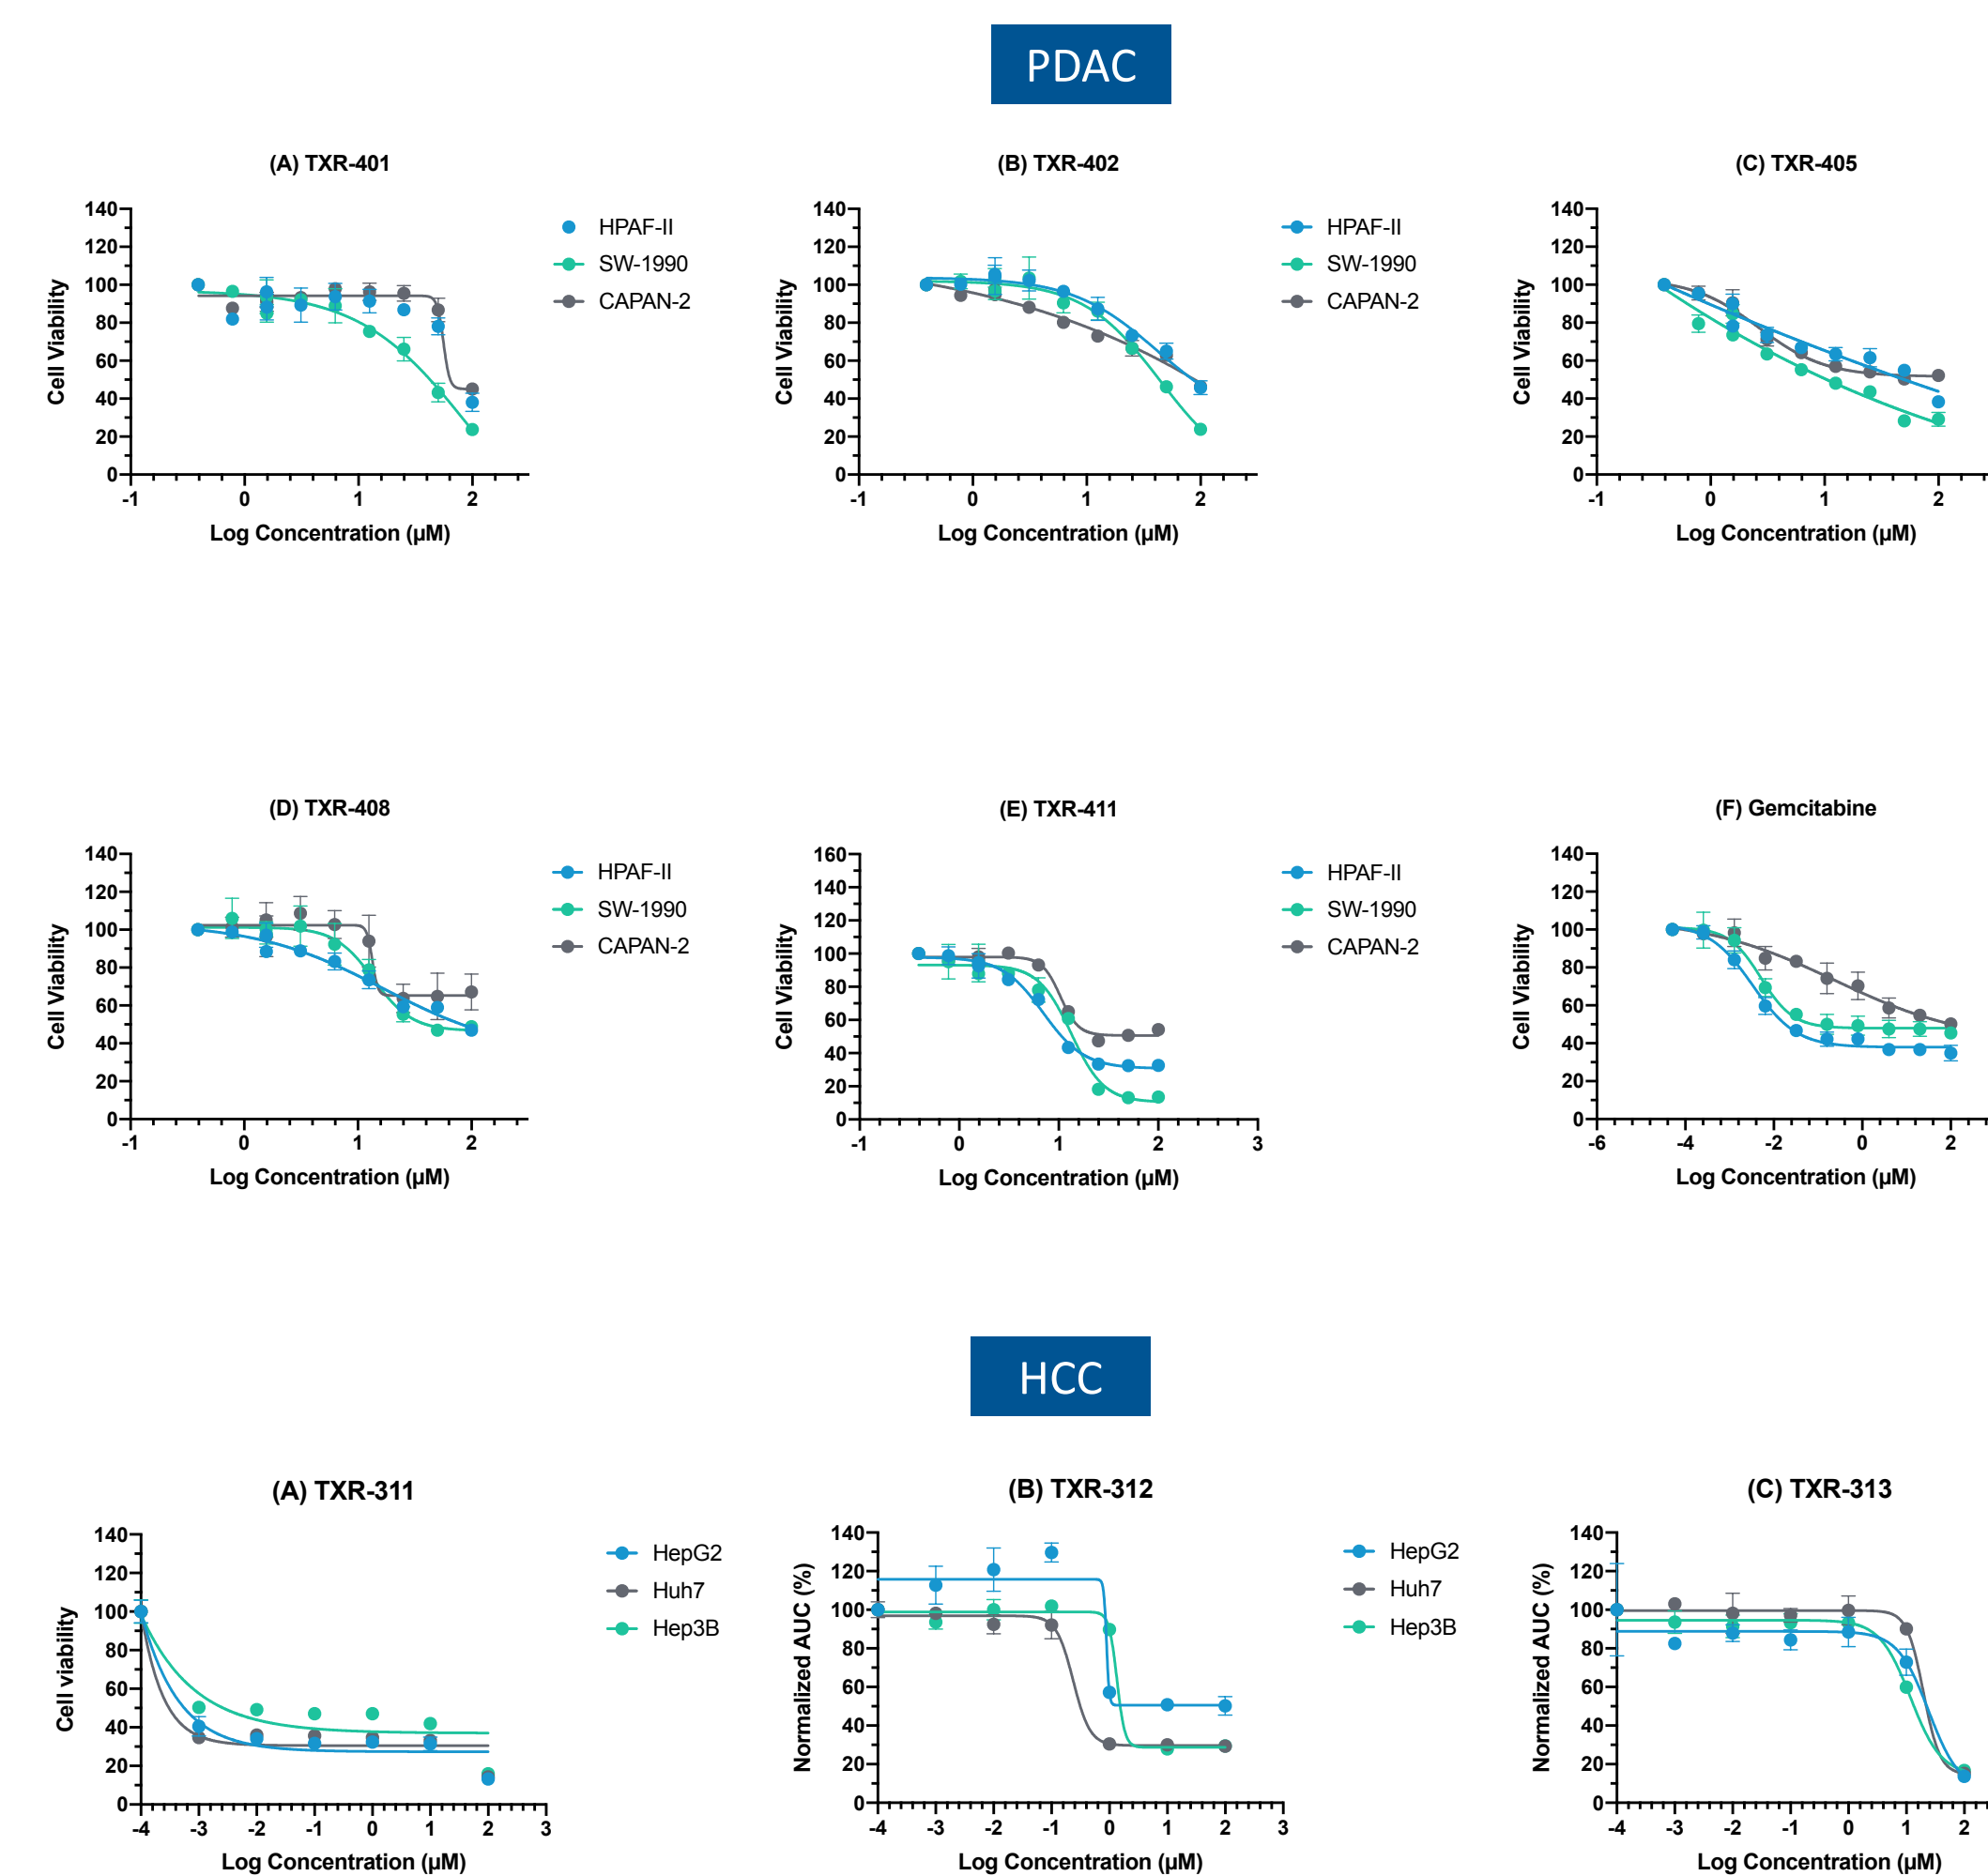 PDAC
(A) TXR-401
140
120
100
80
60
40
20
0
-1
0
1
2
Cell Viability
Log Concentration (µM)
HPAF-II
SW-1990
CAPAN-2
(B) TXR-402
140
120
100
80
60
40
20
0
-1
0
1
2
Cell Viability
Log Concentration (µM)
HPAF-II
SW-1990
CAPAN-2
(C) TXR-405
140
120
100
80
60
40
20
0
-1
0
1
2
Cell Viability
Log Concentration (µM)
(D) TXR-408
140
120
100
80
60
40
20
0
-1
0
1
2
Cell Viability
Log Concentration (µM)
HPAF-II
SW-1990
CAPAN-2
(E) TXR-411
160
140
120
100
80
60
40
20
0
-1
0
1
2
3
Cell Viability
Log Concentration (µM)
HPAF-II
SW-1990
CAPAN-2
(F) Gemcitabine
140
120
100
80
60
40
20
0
-6
-4
-2
0
2
Cell Viability
Log Concentration (µM)
HCC
(A) TXR-311
140
120
100
80
60
40
20
0
-4
-3
-2
-1
0
1
2
3
Cell viability
Log Concentration (µM)
HepG2
Huh7
Hep3B
(B) TXR-312
140
120
100
80
60
40
20
0
-4
-3
-2
-1
0
1
2
3
Normalized AUC (%)
Log Concentration (µM)
HepG2
Huh7
Hep3B
(C) TXR-313
140
120
100
80
60
40
20
0
-4
-3
-2
-1
0
1
2
Normalized AUC (%)
Log Concentration (µM)